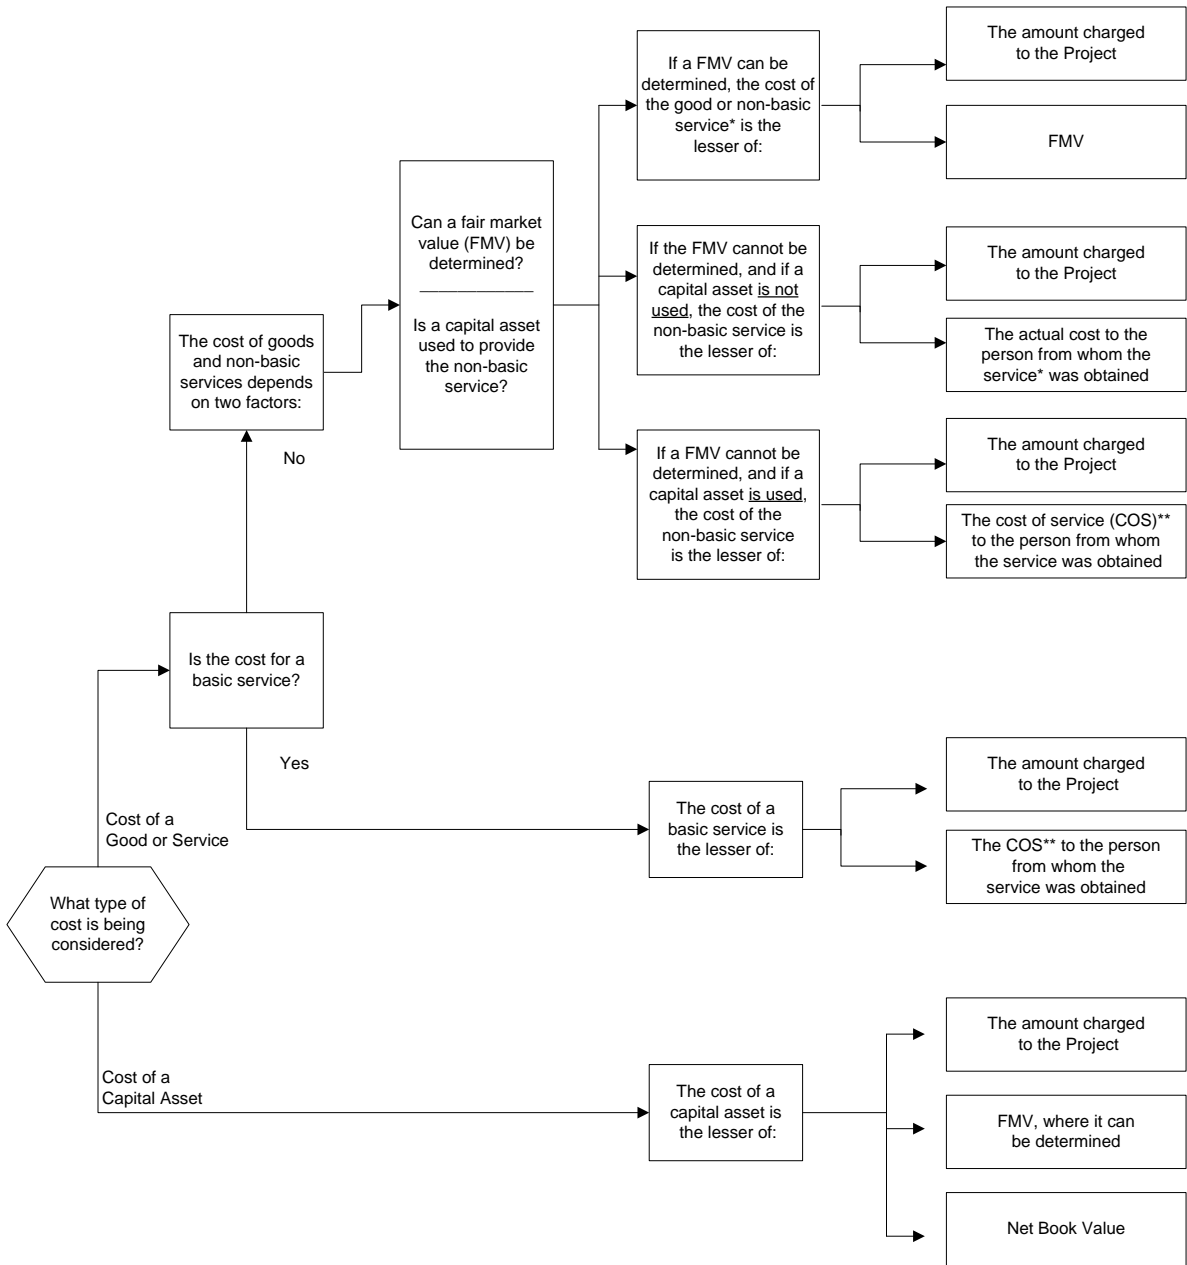 The amount charged
to the Project
If a FMV can be
determined, the cost of
the good or non-basic
service* is the
lesser of:
FMV
Can a fair market
value (FMV) be
determined?
Is a capital asset
used to provide
the non-basic
service?
If the FMV cannot be
determined, and if a
capital asset is not
used, the cost of the
non-basic service is
the lesser of:
The amount charged
to the Project
The actual cost to the
person from whom the
service* was obtained
The cost of goods
and non-basic
services depends
on two factors:
If a FMV cannot be
determined, and if a
capital asset is used,
the cost of the
non-basic service
is the lesser of:
The amount charged
to the Project
The cost of service (COS)**
to the person from whom
the service was obtained
No
Is the cost for a
basic service?
Yes
The cost of a
basic service is
the lesser of:
The amount charged
to the Project
The COS** to the person
from whom the
service was obtained
Cost of a
Good or Service
What type of
cost is being
considered?
Cost of a
Capital Asset
The cost of a
capital asset is
the lesser of:
The amount charged
to the Project
FMV, where it can
be determined
Net Book Value